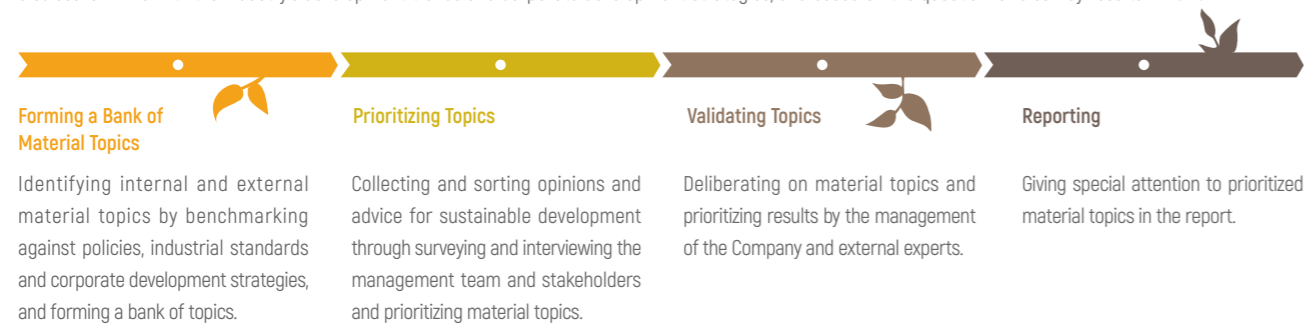 Forming a Bank of
Material Topics
Identifying internal and external
material topics by benchmarking
against policies, industrial standards
and corporate development strategies,
and forming a bank of topics.
Prioritizing Topics
Collecting and sorting opinions and
advice for sustainable development
through surveying and interviewing the
management team and stakeholders
and prioritizing material topics.
Validating Topics
Deliberating on material topics and
prioritizing results by the management
of the Company and external experts.
Reporting
Giving special attention to prioritized
material topics in the report.